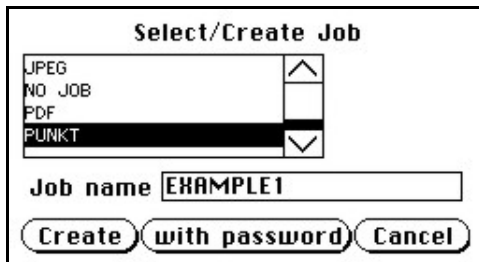 Select/Create Job
JPEG
NO JOB
PDF
PUNKT
Job name EXAMPLE1
Create with password Cancel